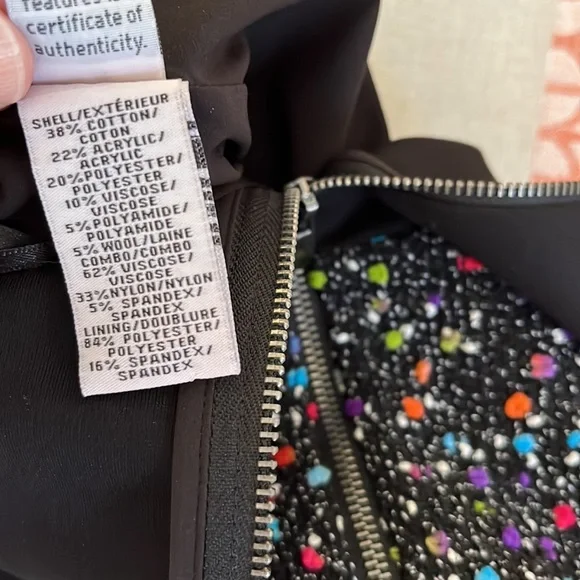 features
certificate of
authenticity.
SHELL/EXTÉRIEUR
38% COTTON/
COTON
22% ACRYLIC/
ACRYLIC
20% POLYESTER/
POLYESTER
10% VISCOSE/
VISCOSE
5% POLYAMIDE/
POLYAMIDE
5% WOOL/LAINE
COMBO/COMBO
62% VISCOSE/
VISCOSE
33% NYLON/NYLON
5% SPANDEX/
SPANDEX
LINING/DOUBLURE
84% POLYESTER/
POLYESTER
16% SPANDEX/
SPANDEX